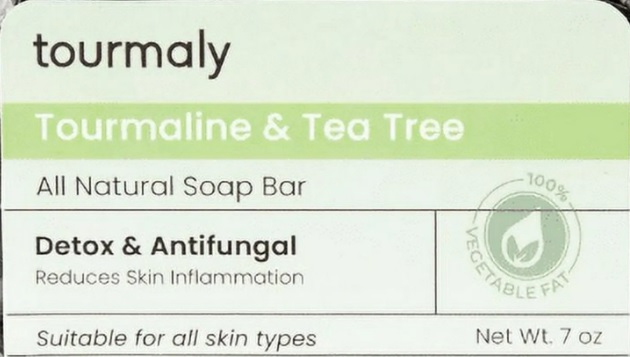 tourmaly
Tourmaline & Tea Tree
All Natural Soap Bar
100%
VEGETABLE FAT
Detox & Antifungal
Reduces Skin Inflammation
Suitable for all skin types
Net Wt. 7 oz